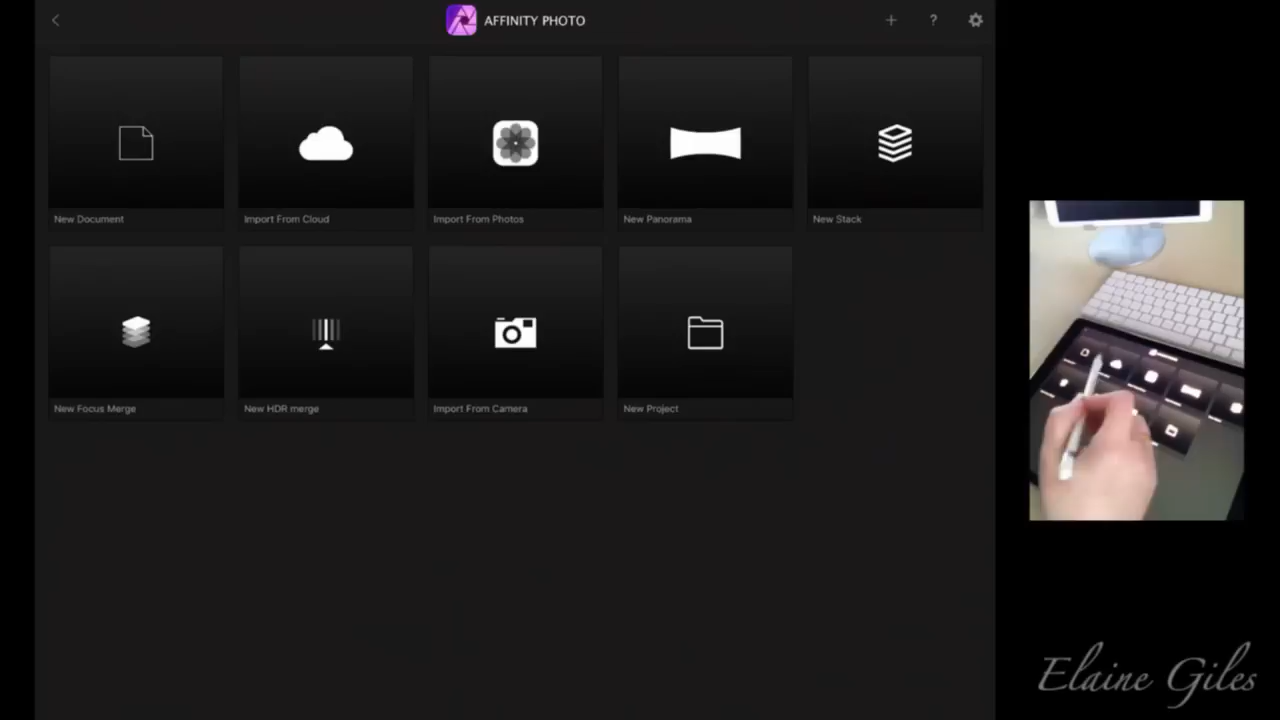 AFFINITY PHOTO
?
New Document
Import From Cloud
Import From Photos
New Panorama
New Stack
New Focus Merge
New HDR merge
Import From Camera
New Project
Elaine Giles